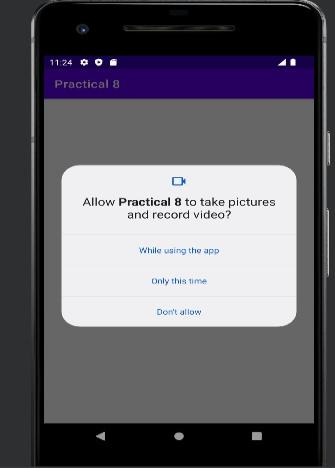 11:24
Practical 8
Allow Practical 8 to take pictures
and record video?
While using the app
Only this time
Don't allow